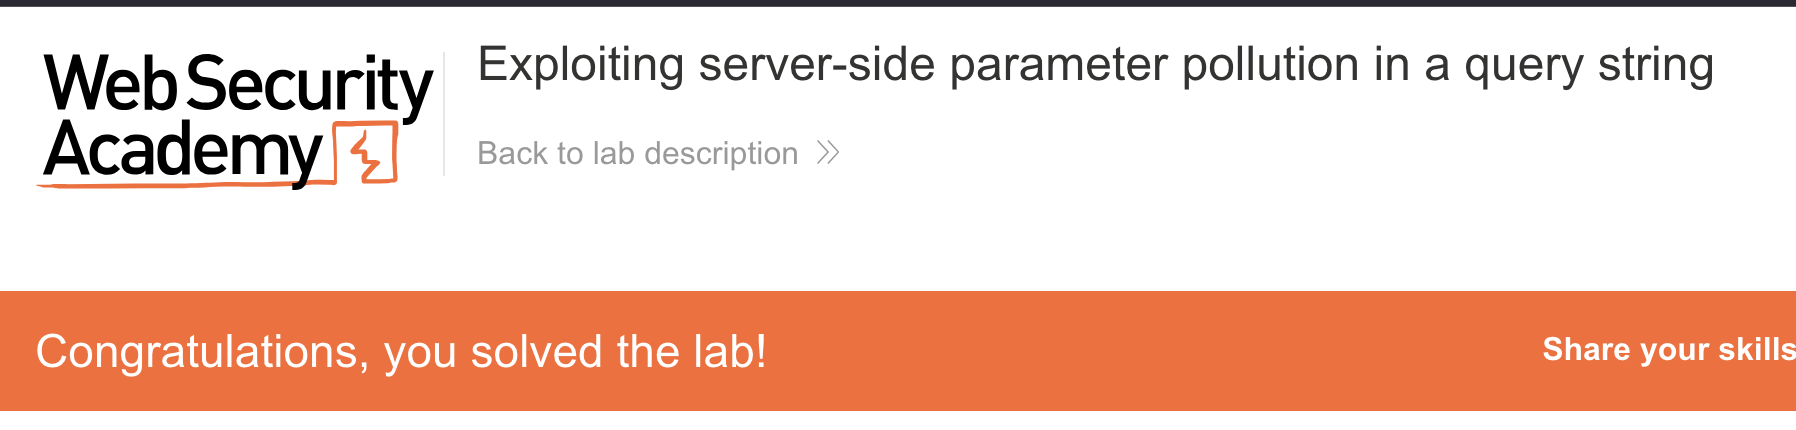 Web Security
Academy
Exploiting server-side parameter pollution in a query string
Back to lab description
Congratulations, you solved the lab!
Share your skills